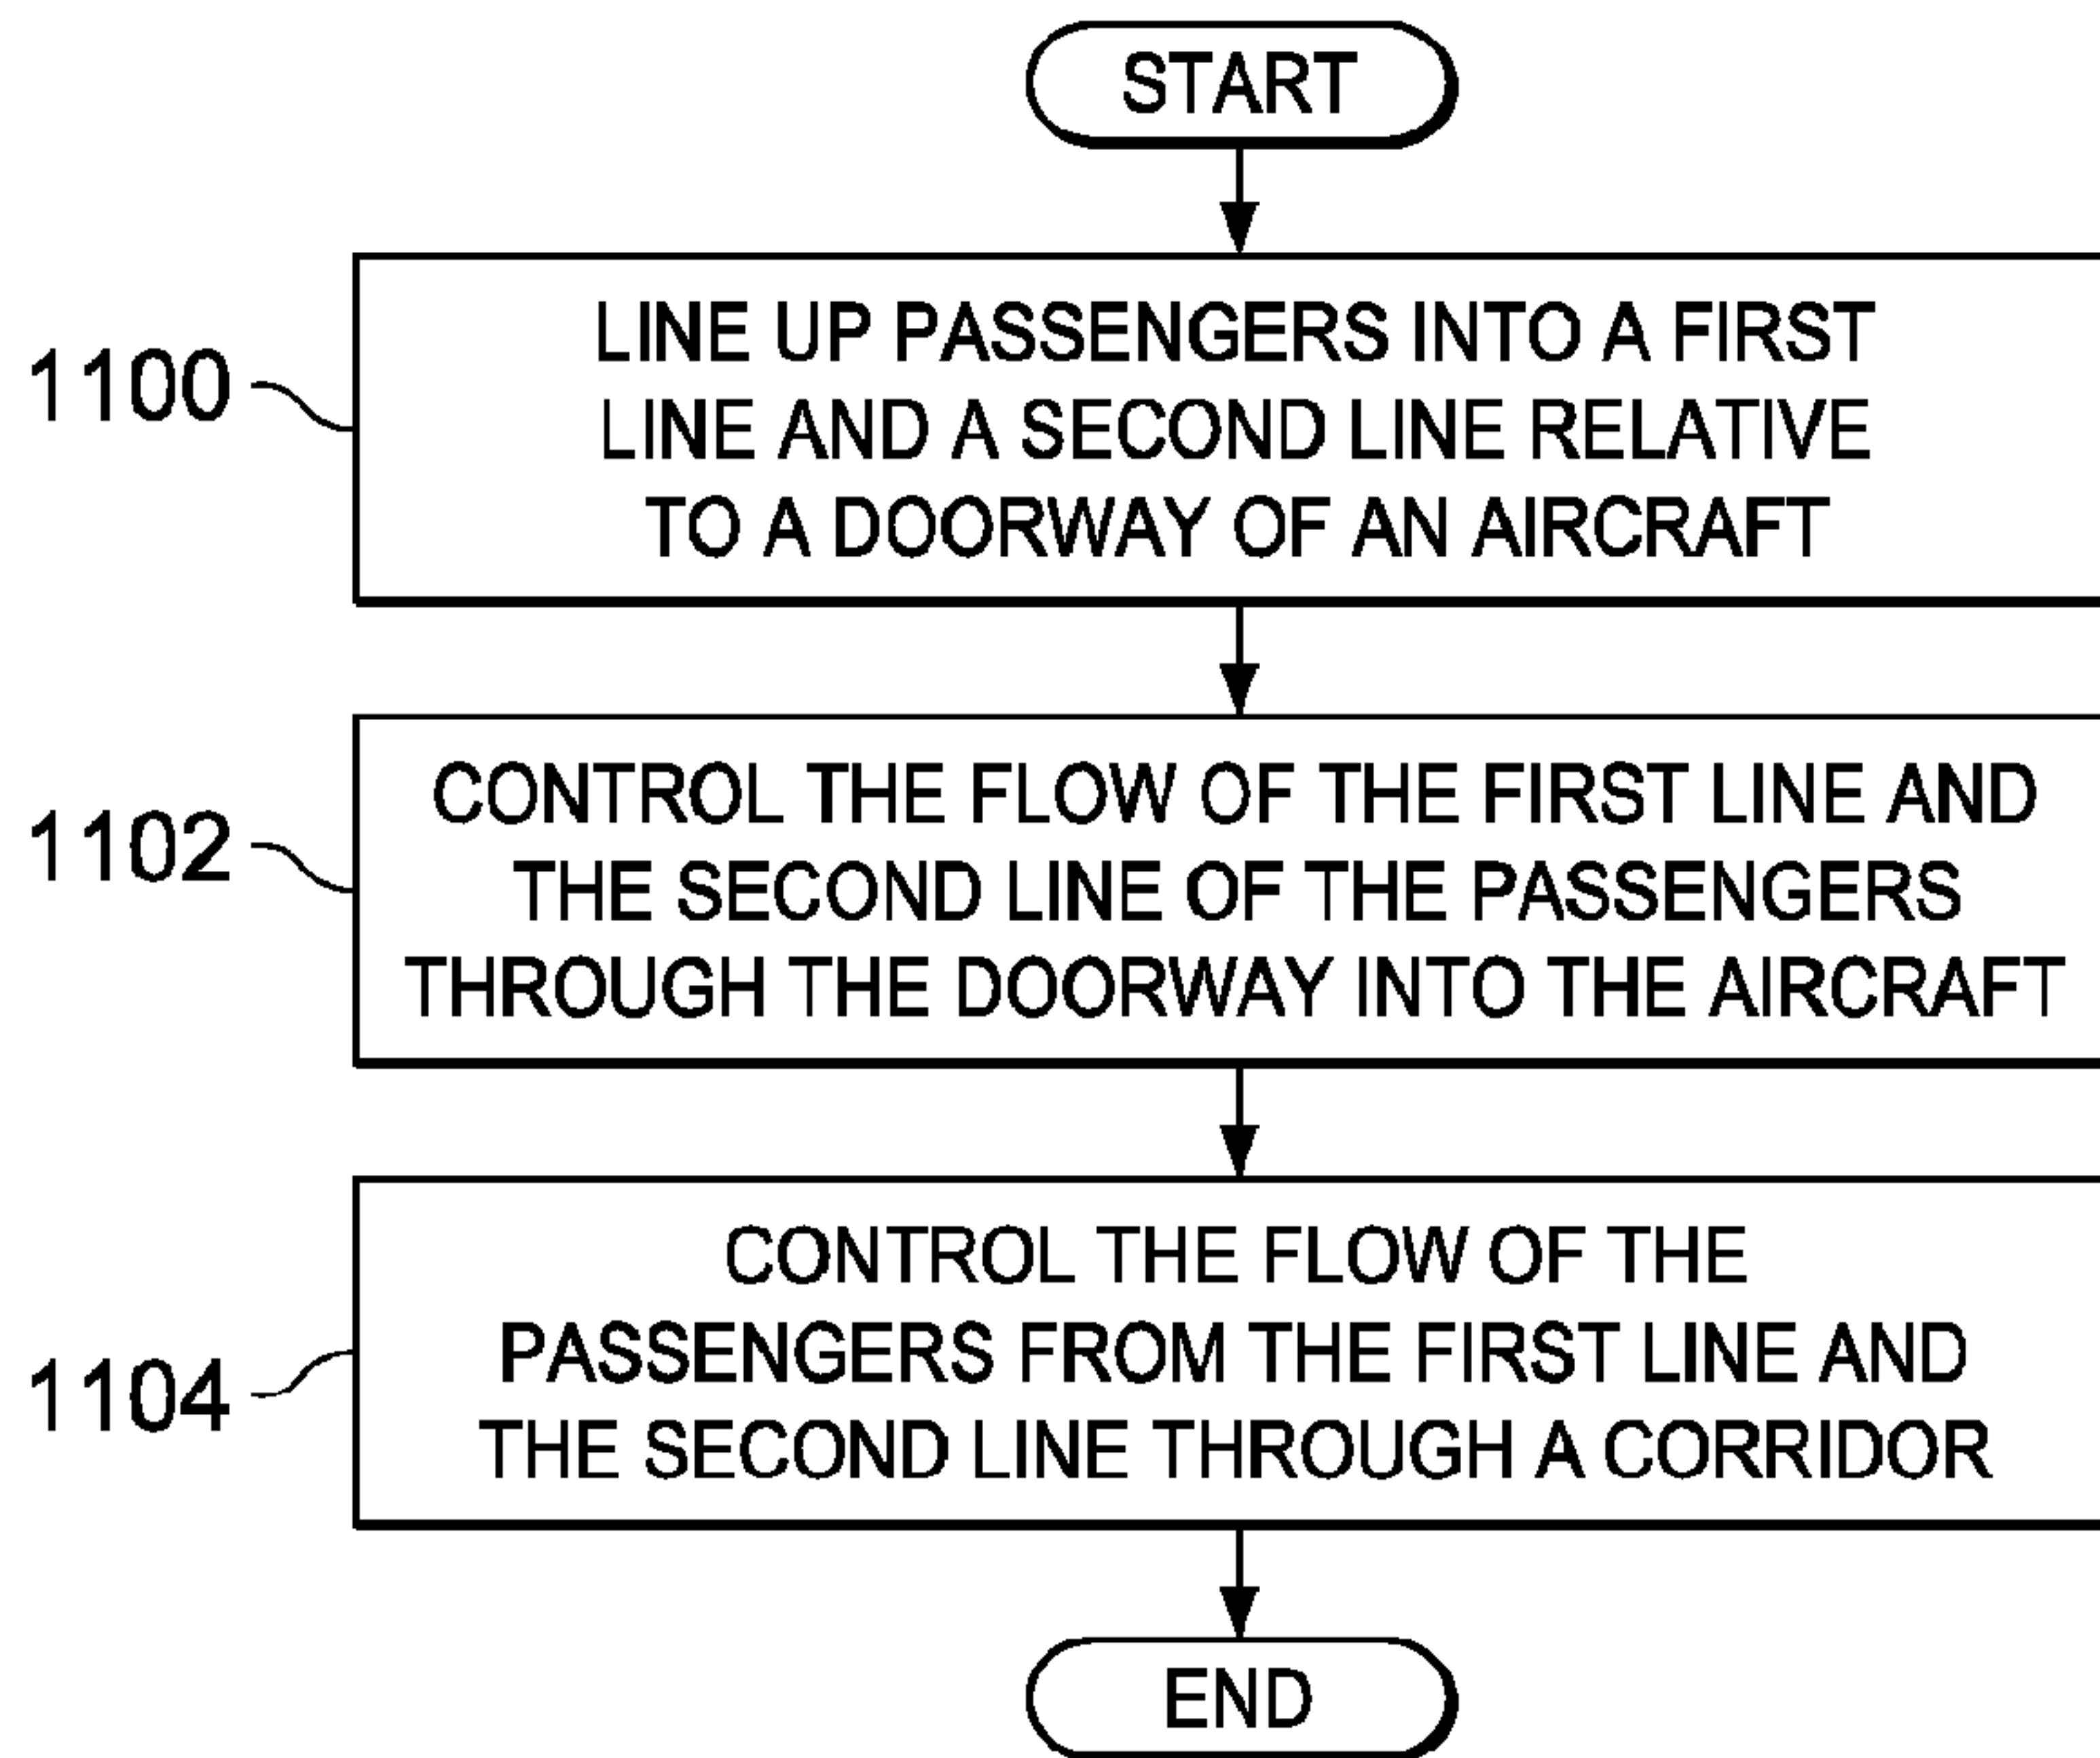 START
1100
LINE UP PASSENGERS INTO A FIRST
LINE AND A SECOND LINE RELATIVE
TO A DOORWAY OF AN AIRCRAFT
1102
CONTROL THE FLOW OF THE FIRST LINE AND
THE SECOND LINE OF THE PASSENGERS
THROUGH THE DOORWAY INTO THE AIRCRAFT
1104
CONTROL THE FLOW OF THE
PASSENGERS FROM THE FIRST LINE AND
THE SECOND LINE THROUGH A CORRIDOR
END